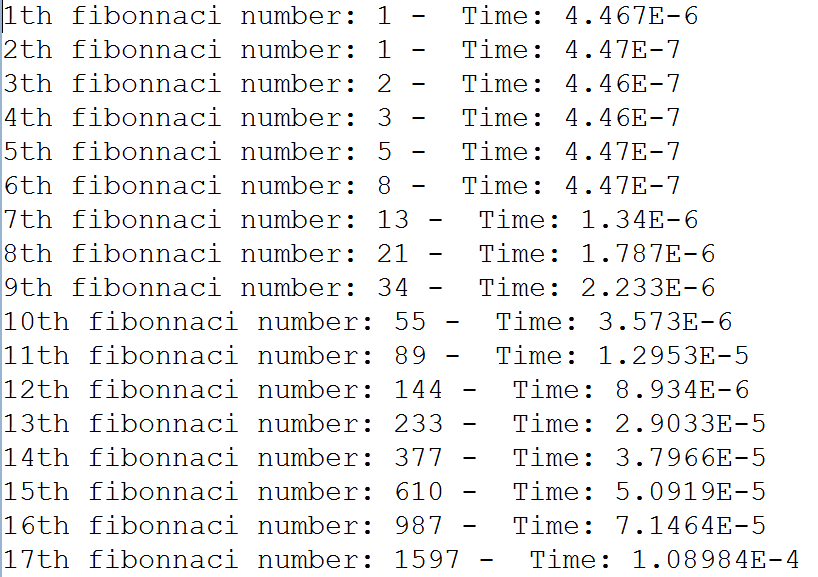 1th fibonnaci number: 1 -  Time: 4.467E-6
2th fibonnaci number: 1 -  Time: 4.47E-7
3th fibonnaci number: 2 -  Time: 4.46E-7
4th fibonnaci number: 3 -  Time: 4.46E-7
5th fibonnaci number: 5 -  Time: 4.47E-7
6th fibonnaci number: 8 -  Time: 4.47E-7
7th fibonnaci number: 13 -  Time: 1.34E-6
8th fibonnaci number: 21 -  Time: 1.787E-6
9th fibonnaci number: 34 -  Time: 2.233E-6
10th fibonnaci number: 55 -  Time: 3.573E-6
11th fibonnaci number: 89 -  Time: 1.2953E-5
12th fibonnaci number: 144 -  Time: 8.934E-6
13th fibonnaci number: 233 -  Time: 2.9033E-5
14th fibonnaci number: 377 -  Time: 3.7966E-5
15th fibonnaci number: 610 -  Time: 5.0919E-5
16th fibonnaci number: 987 -  Time: 7.1464E-5
17th fibonnaci number: 1597 -  Time: 1.08984E-4